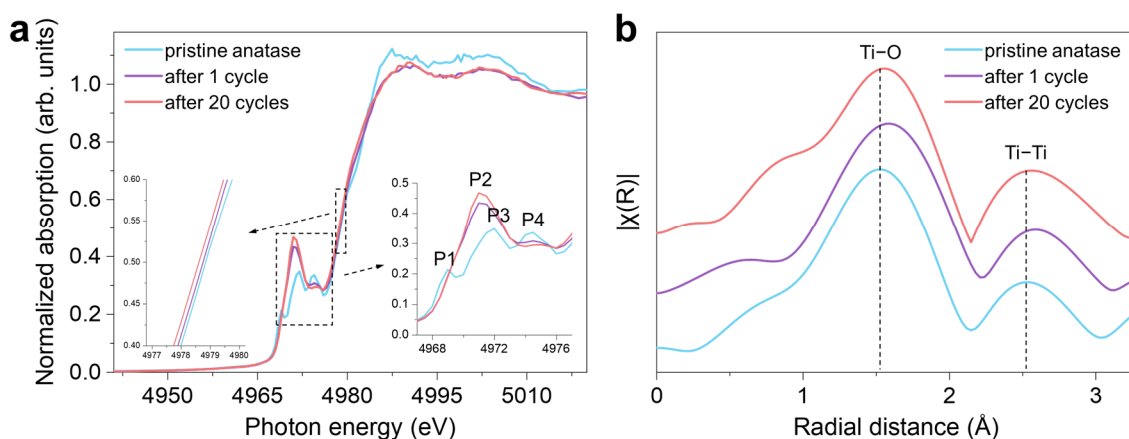 a
Normalized absorption (arb. units)
pristine anatase
after 1 cycle
after 20 cycles
1.0
0.8
0.6
0.4
0.2
0.0
4950
4965
4980
4995
5010
Photon energy (eV)
0.60
0.55
0.50
0.45
0.40
4977
4978
4979
4980
0.5
0.4
0.3
0.2
0.1
0.0
4968
4972
4976
P1
P2
P3
P4
b
|χ(R)|
Ti−O
Ti−Ti
pristine anatase
after 1 cycle
after 20 cycles
0
1
2
3
Radial distance (Å)